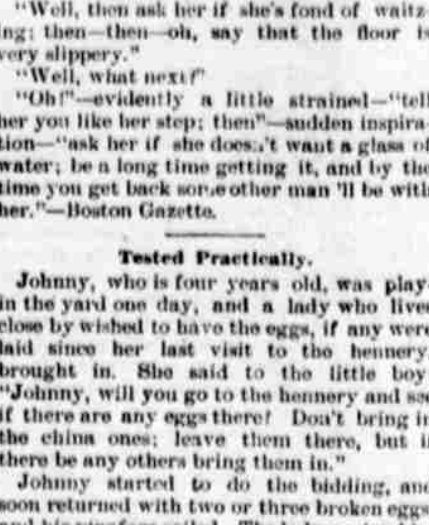 "Well, then ask her if she's fond of waltz-
ing; then—then—oh, say that the floor is
very slippery."
"Well, what next?"
"Oh!"—evidently a little strained—"tell
her you like her step; then"—sudden inspira-
tion—"ask her if she doesn't want a glass of
water; be a long time getting it, and by the
time you get back some other man 'll be with
her."—Boston Gazette.
Tested Practically.
Johnny, who is four years old, was play-
in the yard one day, and a lady who live
close by wished to have the eggs, if any were
laid since her last visit to the hennery
brought in. She said to the little boy
"Johnny, will you go to the hennery and see
if there are any eggs there? Don't bring in
the china ones; leave them there, but i
there be any others bring them in."
Johnny started to do the bidding, and
soon returned with two or three broken eggs